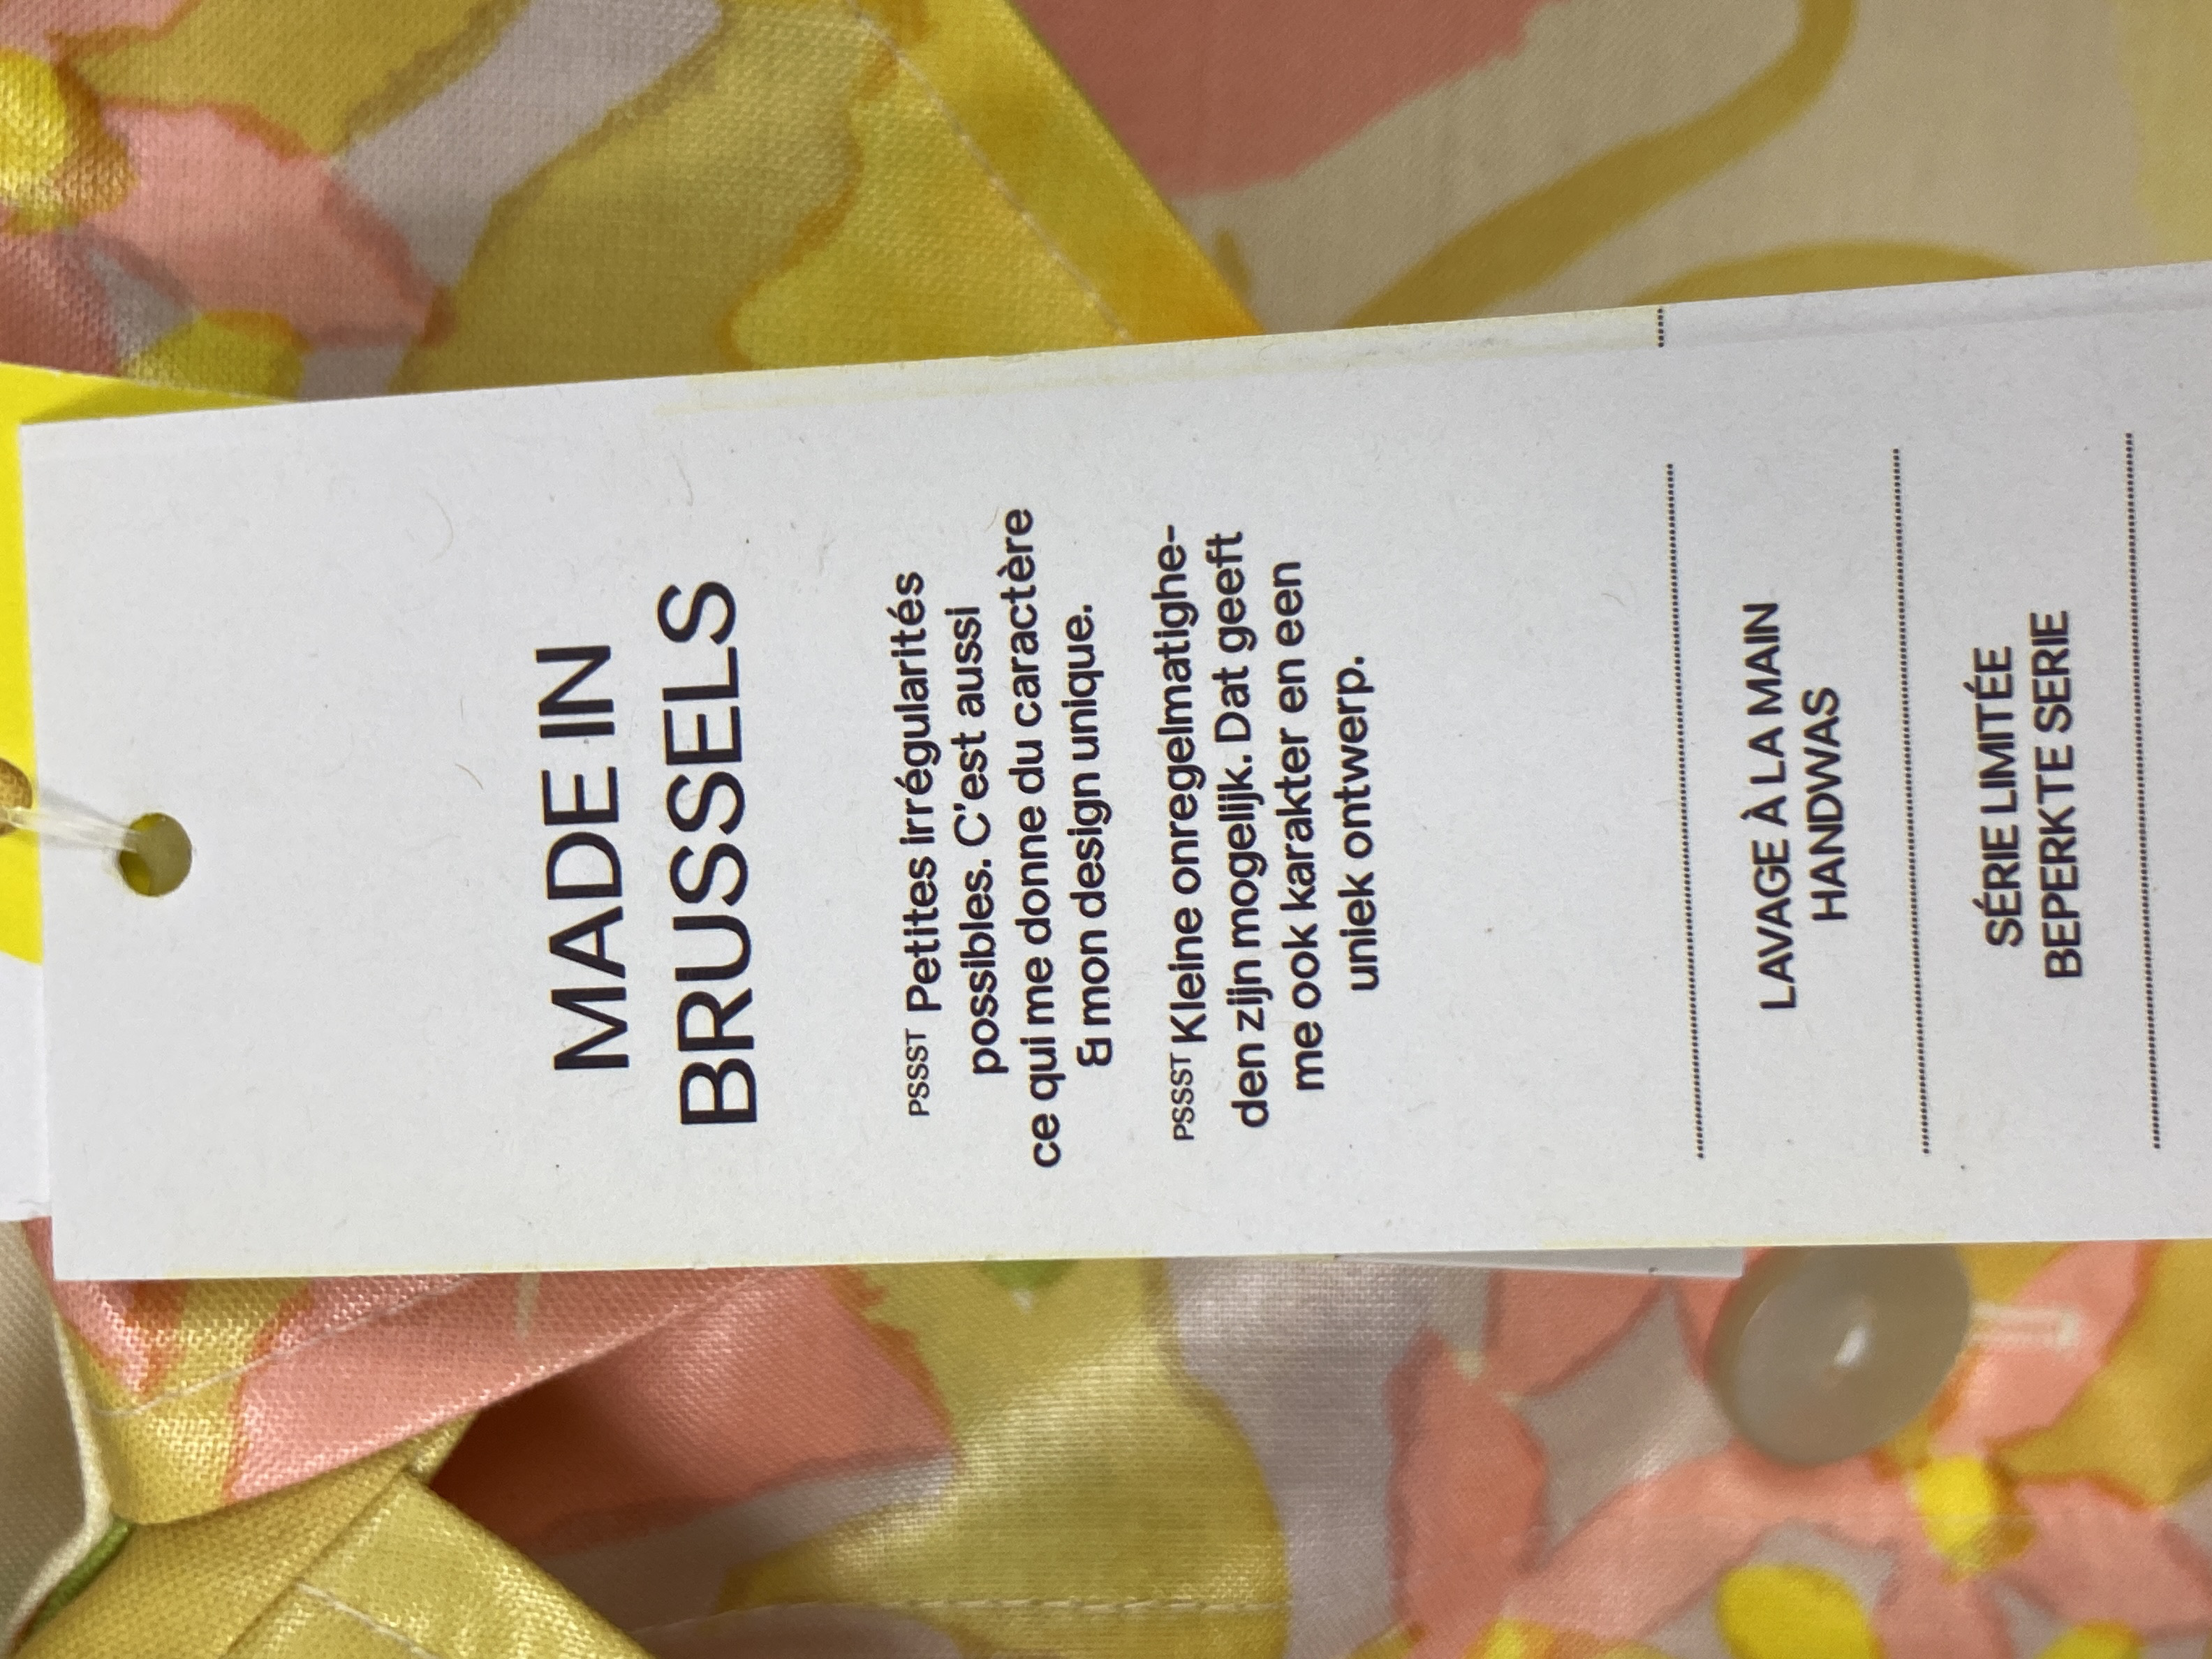 MADE IN
BRUSSELS
PSSST Petites irrégularités
possibles. C'est aussi
ce qui me donne du caractère
& mon design unique.
PSSST Kleine onregelmatighe-
den zijn mogelijk. Dat geeft
me ook karakter en een
uniek ontwerp.
LAVAGE À LA MAIN
HANDWAS
SÉRIE LIMITÉE
BEPERKTE SERIE